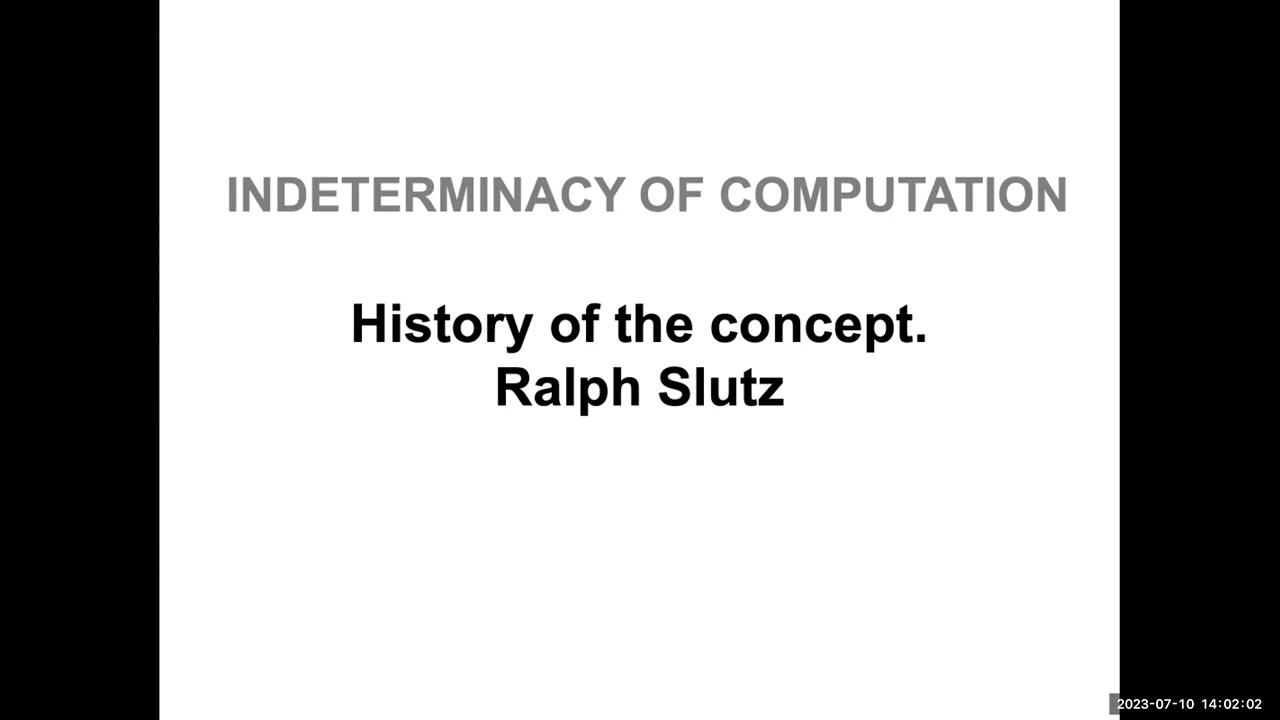 INDETERMINACY OF COMPUTATION
History of the concept.
Ralph Slutz
2023-07-10 14:02:02